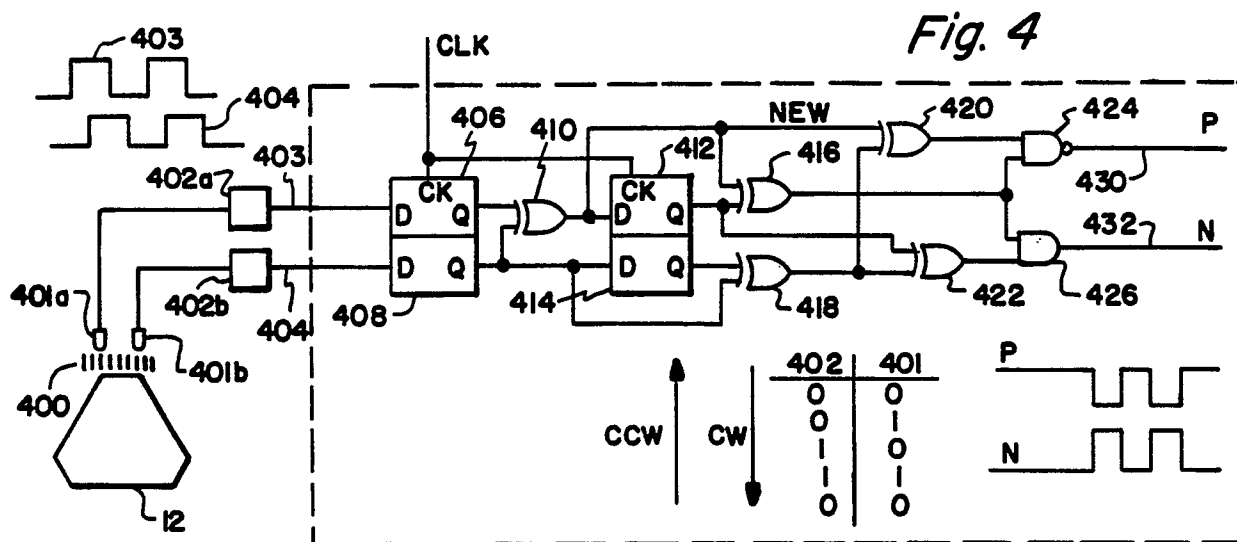 Fig. 4
403
CLK
404
406
410
NEW
412
416
420
424
P
402a
403
CK
CK
D Q
D Q
430
432
N
402b
404
D Q
D Q
401a
408
414
418
422
426
400
401b
12
CCW
CW
402 401
0 0
0 1
1 0
1 1
0 0
P
N